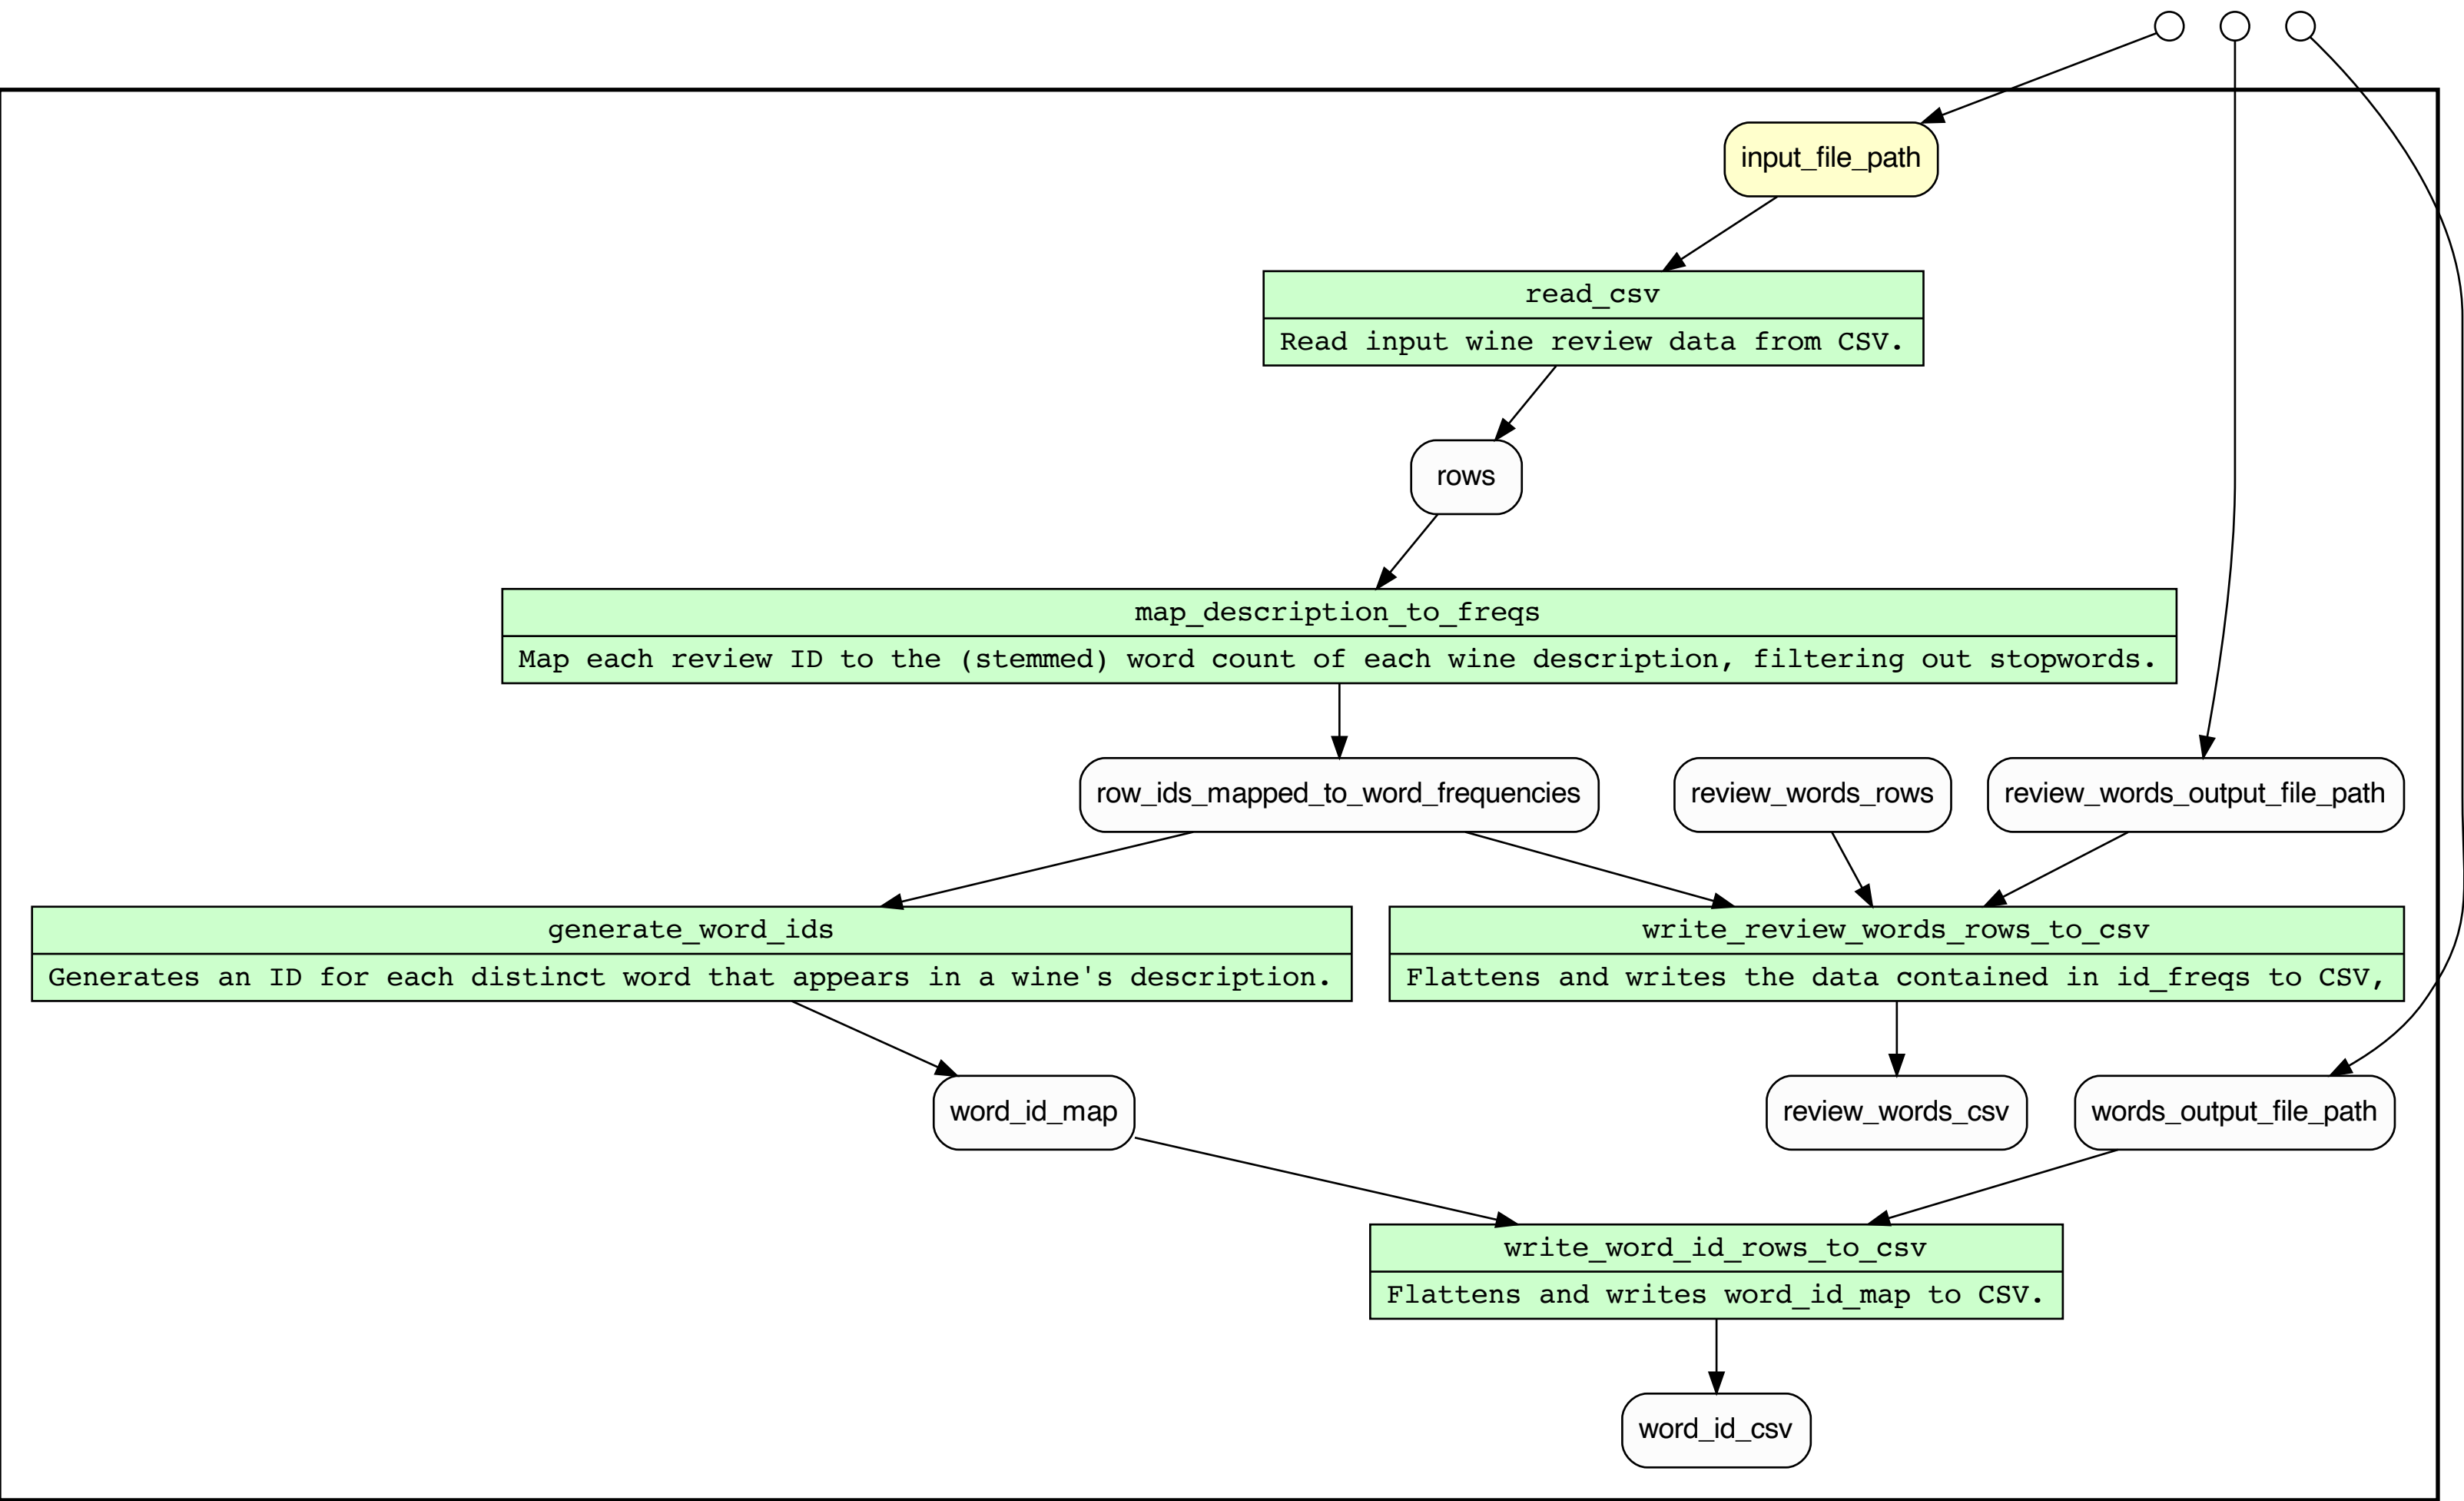 input_file_path
read_csv
Read input wine review data from CSV.
rows
map_description_to_freqs
Map each review ID to the (stemmed) word count of each wine description, filtering out stopwords.
row_ids_mapped_to_word_frequencies
review_words_rows
review_words_output_file_path
generate_word_ids
Generates an ID for each distinct word that appears in a wine's description.
write_review_words_rows_to_csv
Flattens and writes the data contained in id_freqs to CSV,
word_id_map
review_words_csv
words_output_file_path
write_word_id_rows_to_csv
Flattens and writes word_id_map to CSV.
word_id_csv